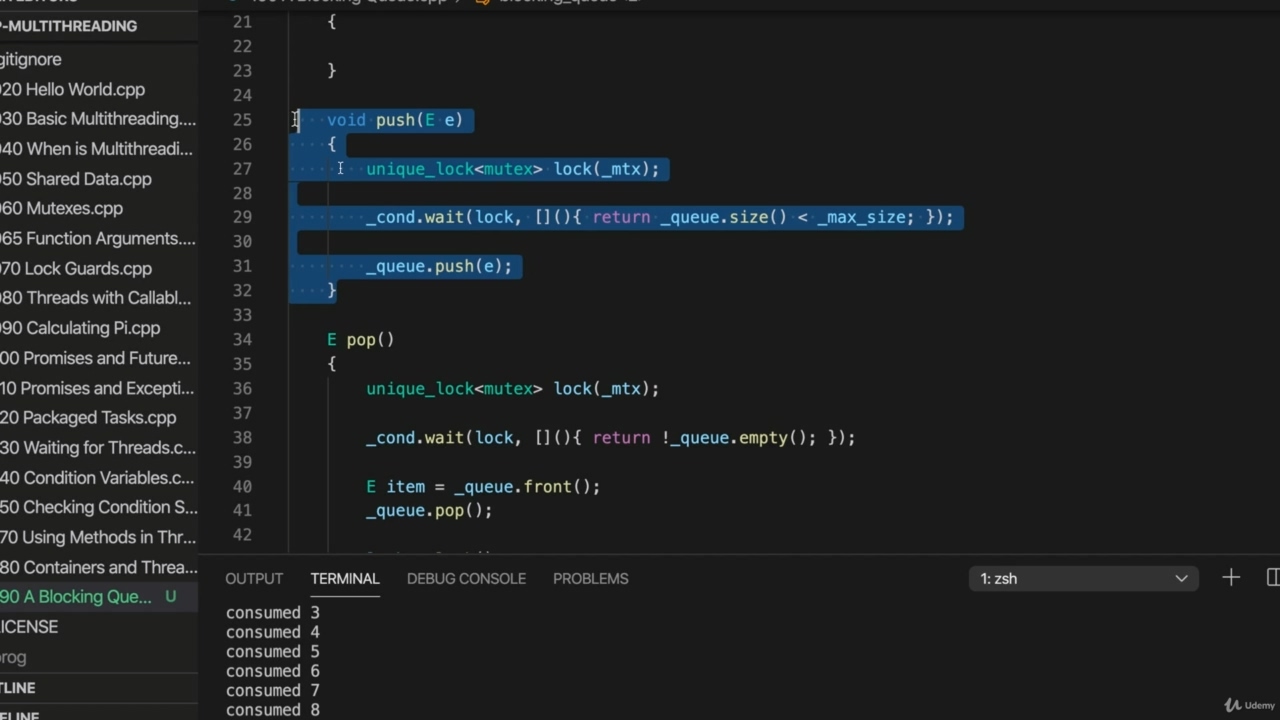 P-MULTITHREADING
gitignore
020 Hello World.cpp
030 Basic Multithreading....
040 When is Multithreadi...
050 Shared Data.cpp
060 Mutexes.cpp
065 Function Arguments....
070 Lock Guards.cpp
080 Threads with Callabl...
090 Calculating Pi.cpp
00 Promises and Future...
10 Promises and Excepti...
20 Packaged Tasks.cpp
30 Waiting for Threads.c...
40 Condition Variables.c...
50 Checking Condition S...
70 Using Methods in Thr...
80 Containers and Threa...
90 A Blocking Que... U
ICENSE
rog
TLINE
21 {
22
23 }
24
25 void push(E e)
26 {
27 unique_lock<mutex> lock(_mtx);
28
29 _cond.wait(lock, [](){ return _queue.size() < _max_size; });
30
31 _queue.push(e);
32 }
33
34 E pop()
35 {
36 unique_lock<mutex> lock(_mtx);
37
38 _cond.wait(lock, [](){ return !_queue.empty(); });
39
40 E item = _queue.front();
41 _queue.pop();
42
OUTPUT TERMINAL DEBUG CONSOLE PROBLEMS 1: zsh
consumed 3
consumed 4
consumed 5
consumed 6
consumed 7
consumed 8
Udemy